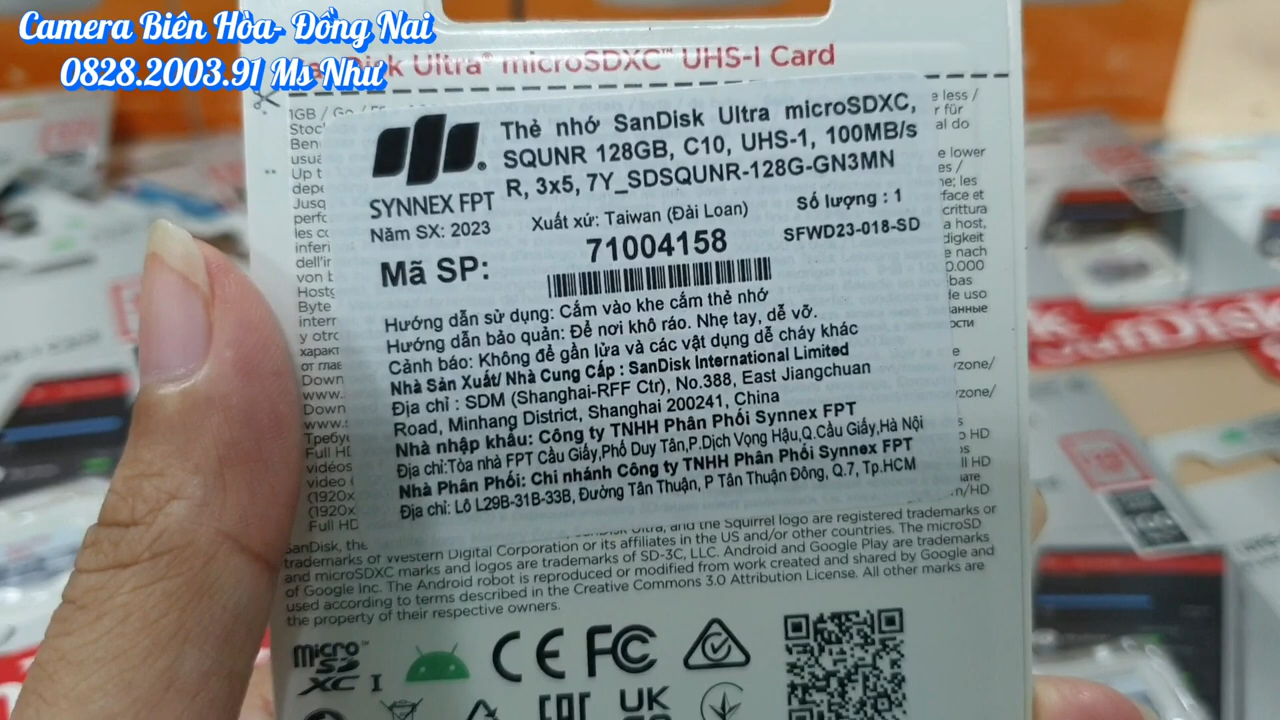 Camera Biên Hòa- Đồng Nai
0828.2003.91 Ms Như
Disk Ultra® microSDXC™ UHS-I Card
Thẻ nhớ SanDisk Ultra microSDXC,
SQUNR 128GB, C10, UHS-1, 100MB/s
R, 3x5, 7Y_SDSQUNR-128G-GN3MN
SYNNEX FPT
Năm SX: 2023
Xuất xứ: Taiwan (Đài Loan)
Số lượng : 1
Mã SP:
71004158
SFWD23-018-SD
Hướng dẫn sử dụng: Cắm vào khe cắm thẻ nhớ
Hướng dẫn bảo quản: Để nơi khô ráo. Nhẹ tay, dễ vỡ.
Cảnh báo: Không để gần lửa và các vật dụng dễ cháy khác
Nhà Sản Xuất/ Nhà Cung Cấp : SanDisk International Limited
Địa chỉ : SDM (Shanghai-RFF Ctr), No.388, East Jiangchuan
Road, Minhang District, Shanghai 200241, China
Nhà nhập khẩu: Công ty TNHH Phân Phối Synnex FPT
Địa chỉ:Tòa nhà FPT Cầu Giấy,Phố Duy Tân,P.Dịch Vọng Hậu,Q.Cầu Giấy,Hà Nội
Nhà Phân Phối: Chi nhánh Công ty TNHH Phân Phối Synnex FPT
Địa chỉ: Lô L29B-31B-33B, Đường Tân Thuận, P Tân Thuận Đông, Q.7, Tp.HCM
SanDisk, the Ultra, and the Squirrel logo are registered trademarks or
trademarks of Western Digital Corporation or its affiliates in the US and/or other countries. The microSD
and microSDXC marks and logos are trademarks of SD-3C, LLC. Android and Google Play are trademarks
of Google Inc. The Android robot is reproduced or modified from work created and shared by Google and
used according to terms described in the Creative Commons 3.0 Attribution License. All other marks are
the property of their respective owners.
micro SD XC I
CE FC
EAC UK